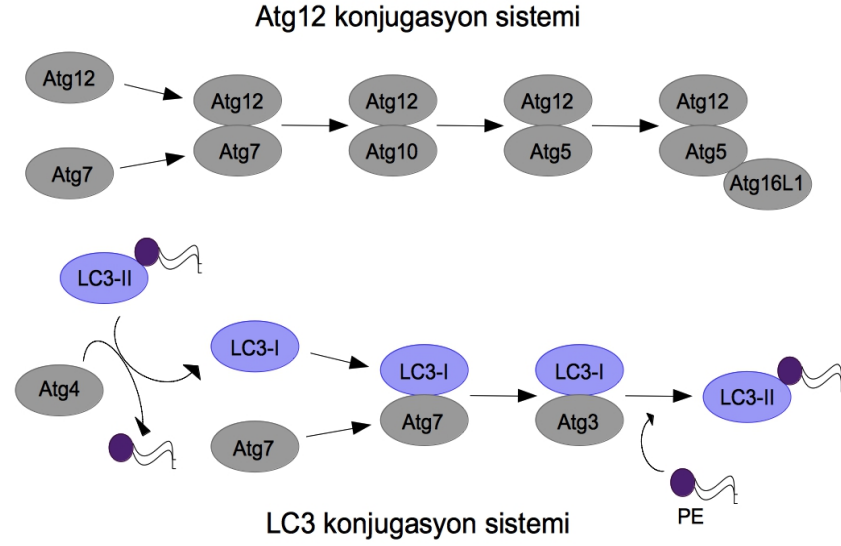 Atg12 konjugasyon sistemi
Atg12
Atg7
Atg12
Atg7
Atg12
Atg10
Atg12
Atg5
Atg12
Atg5
Atg16L1
LC3-II
Atg4
LC3-I
Atg7
LC3-I
Atg7
LC3-I
Atg3
LC3-II
PE
LC3 konjugasyon sistemi